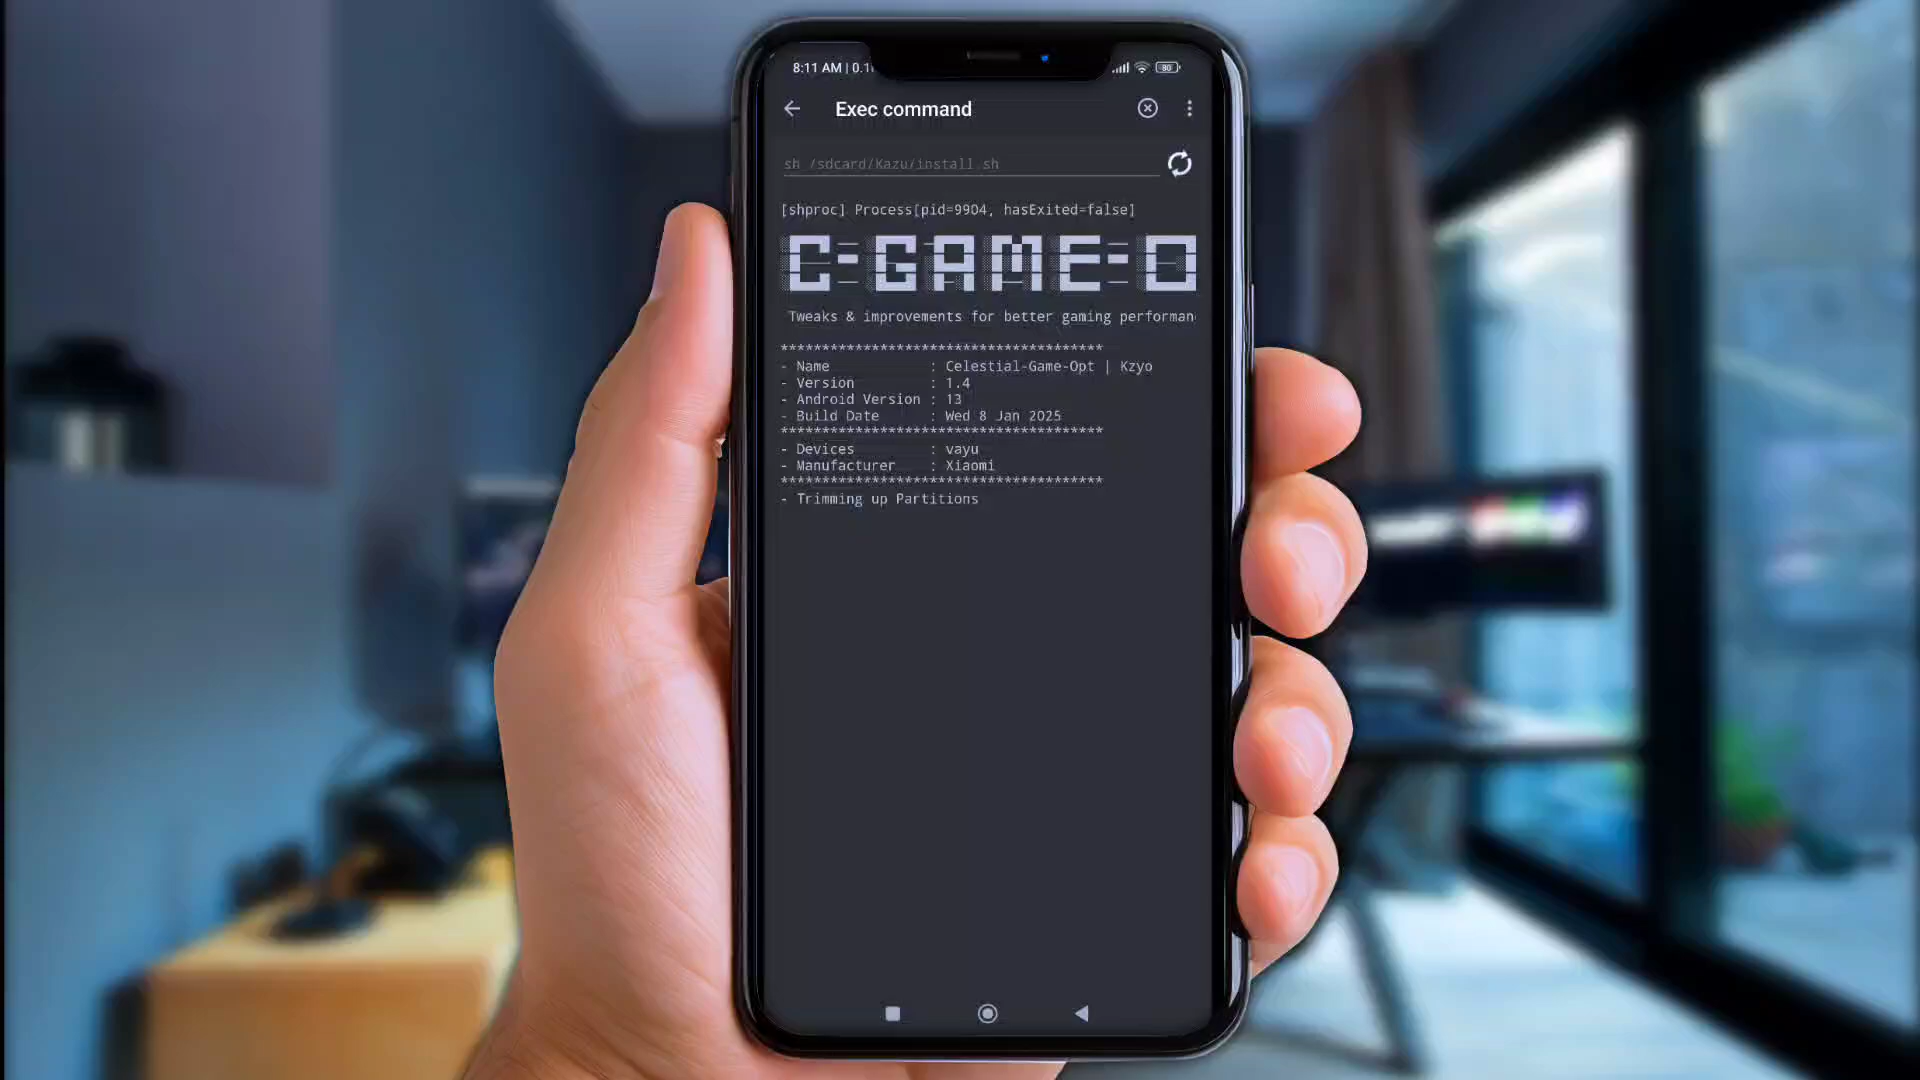 8:11 AM | 0.1
80
Exec command
sh /sdcard/Kazu/install.sh
[shproc] Process[pid=9904, hasExited=false]
C-GAME-O
Tweaks & improvements for better gaming performan
***************************************
- Name : Celestial-Game-Opt | Kzyo
- Version : 1.4
- Android Version : 13
- Build Date : Wed 8 Jan 2025
***************************************
- Devices : vayu
- Manufacturer : Xiaomi
***************************************
- Trimming up Partitions